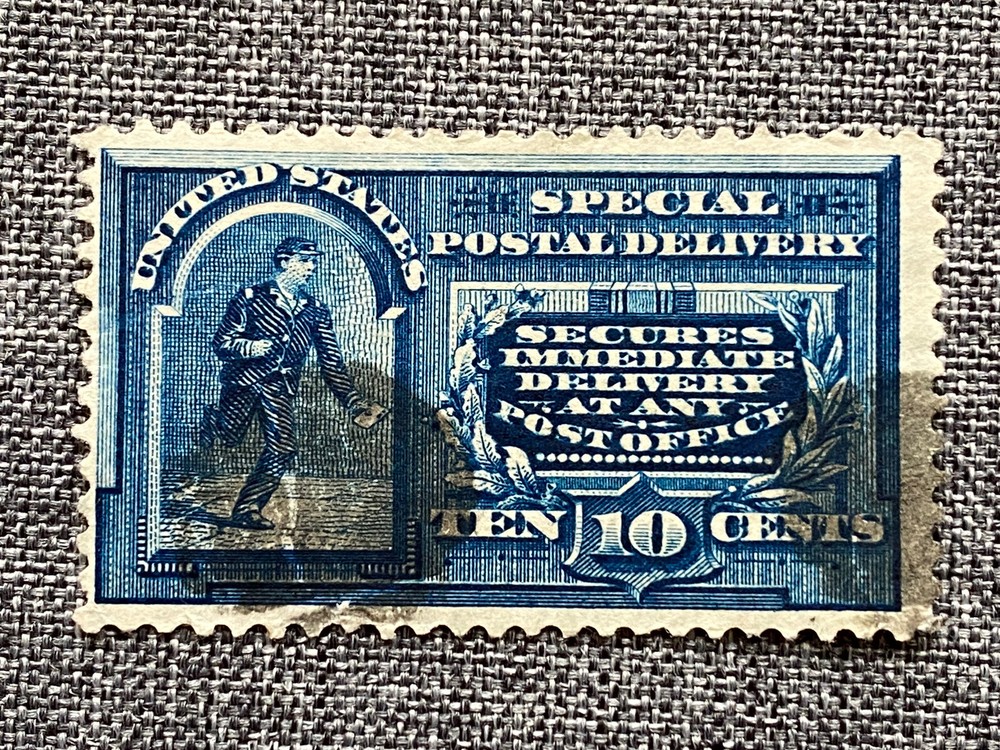 UNITED STATES
SPECIAL
POSTAL DELIVERY
SECURES
IMMEDIATE
DELIVERY
AT ANY
POST OFFICE
TEN 10 CENTS